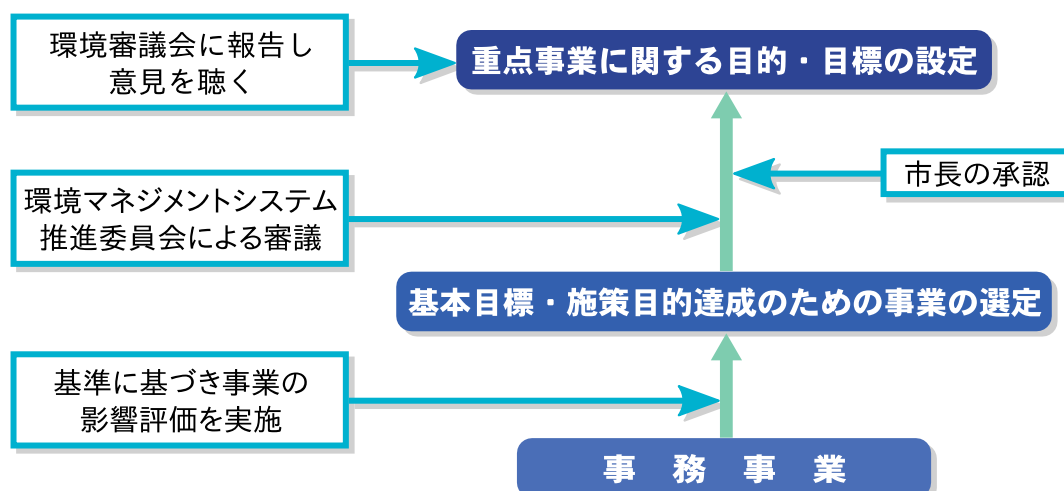 環境審議会に報告し
意見を聴く
重点事業に関する目的・目標の設定
市長の承認
環境マネジメントシステム
推進委員会による審議
基本目標・施策目的達成のための事業の選定
基準に基づき事業の
影響評価を実施
事務事業